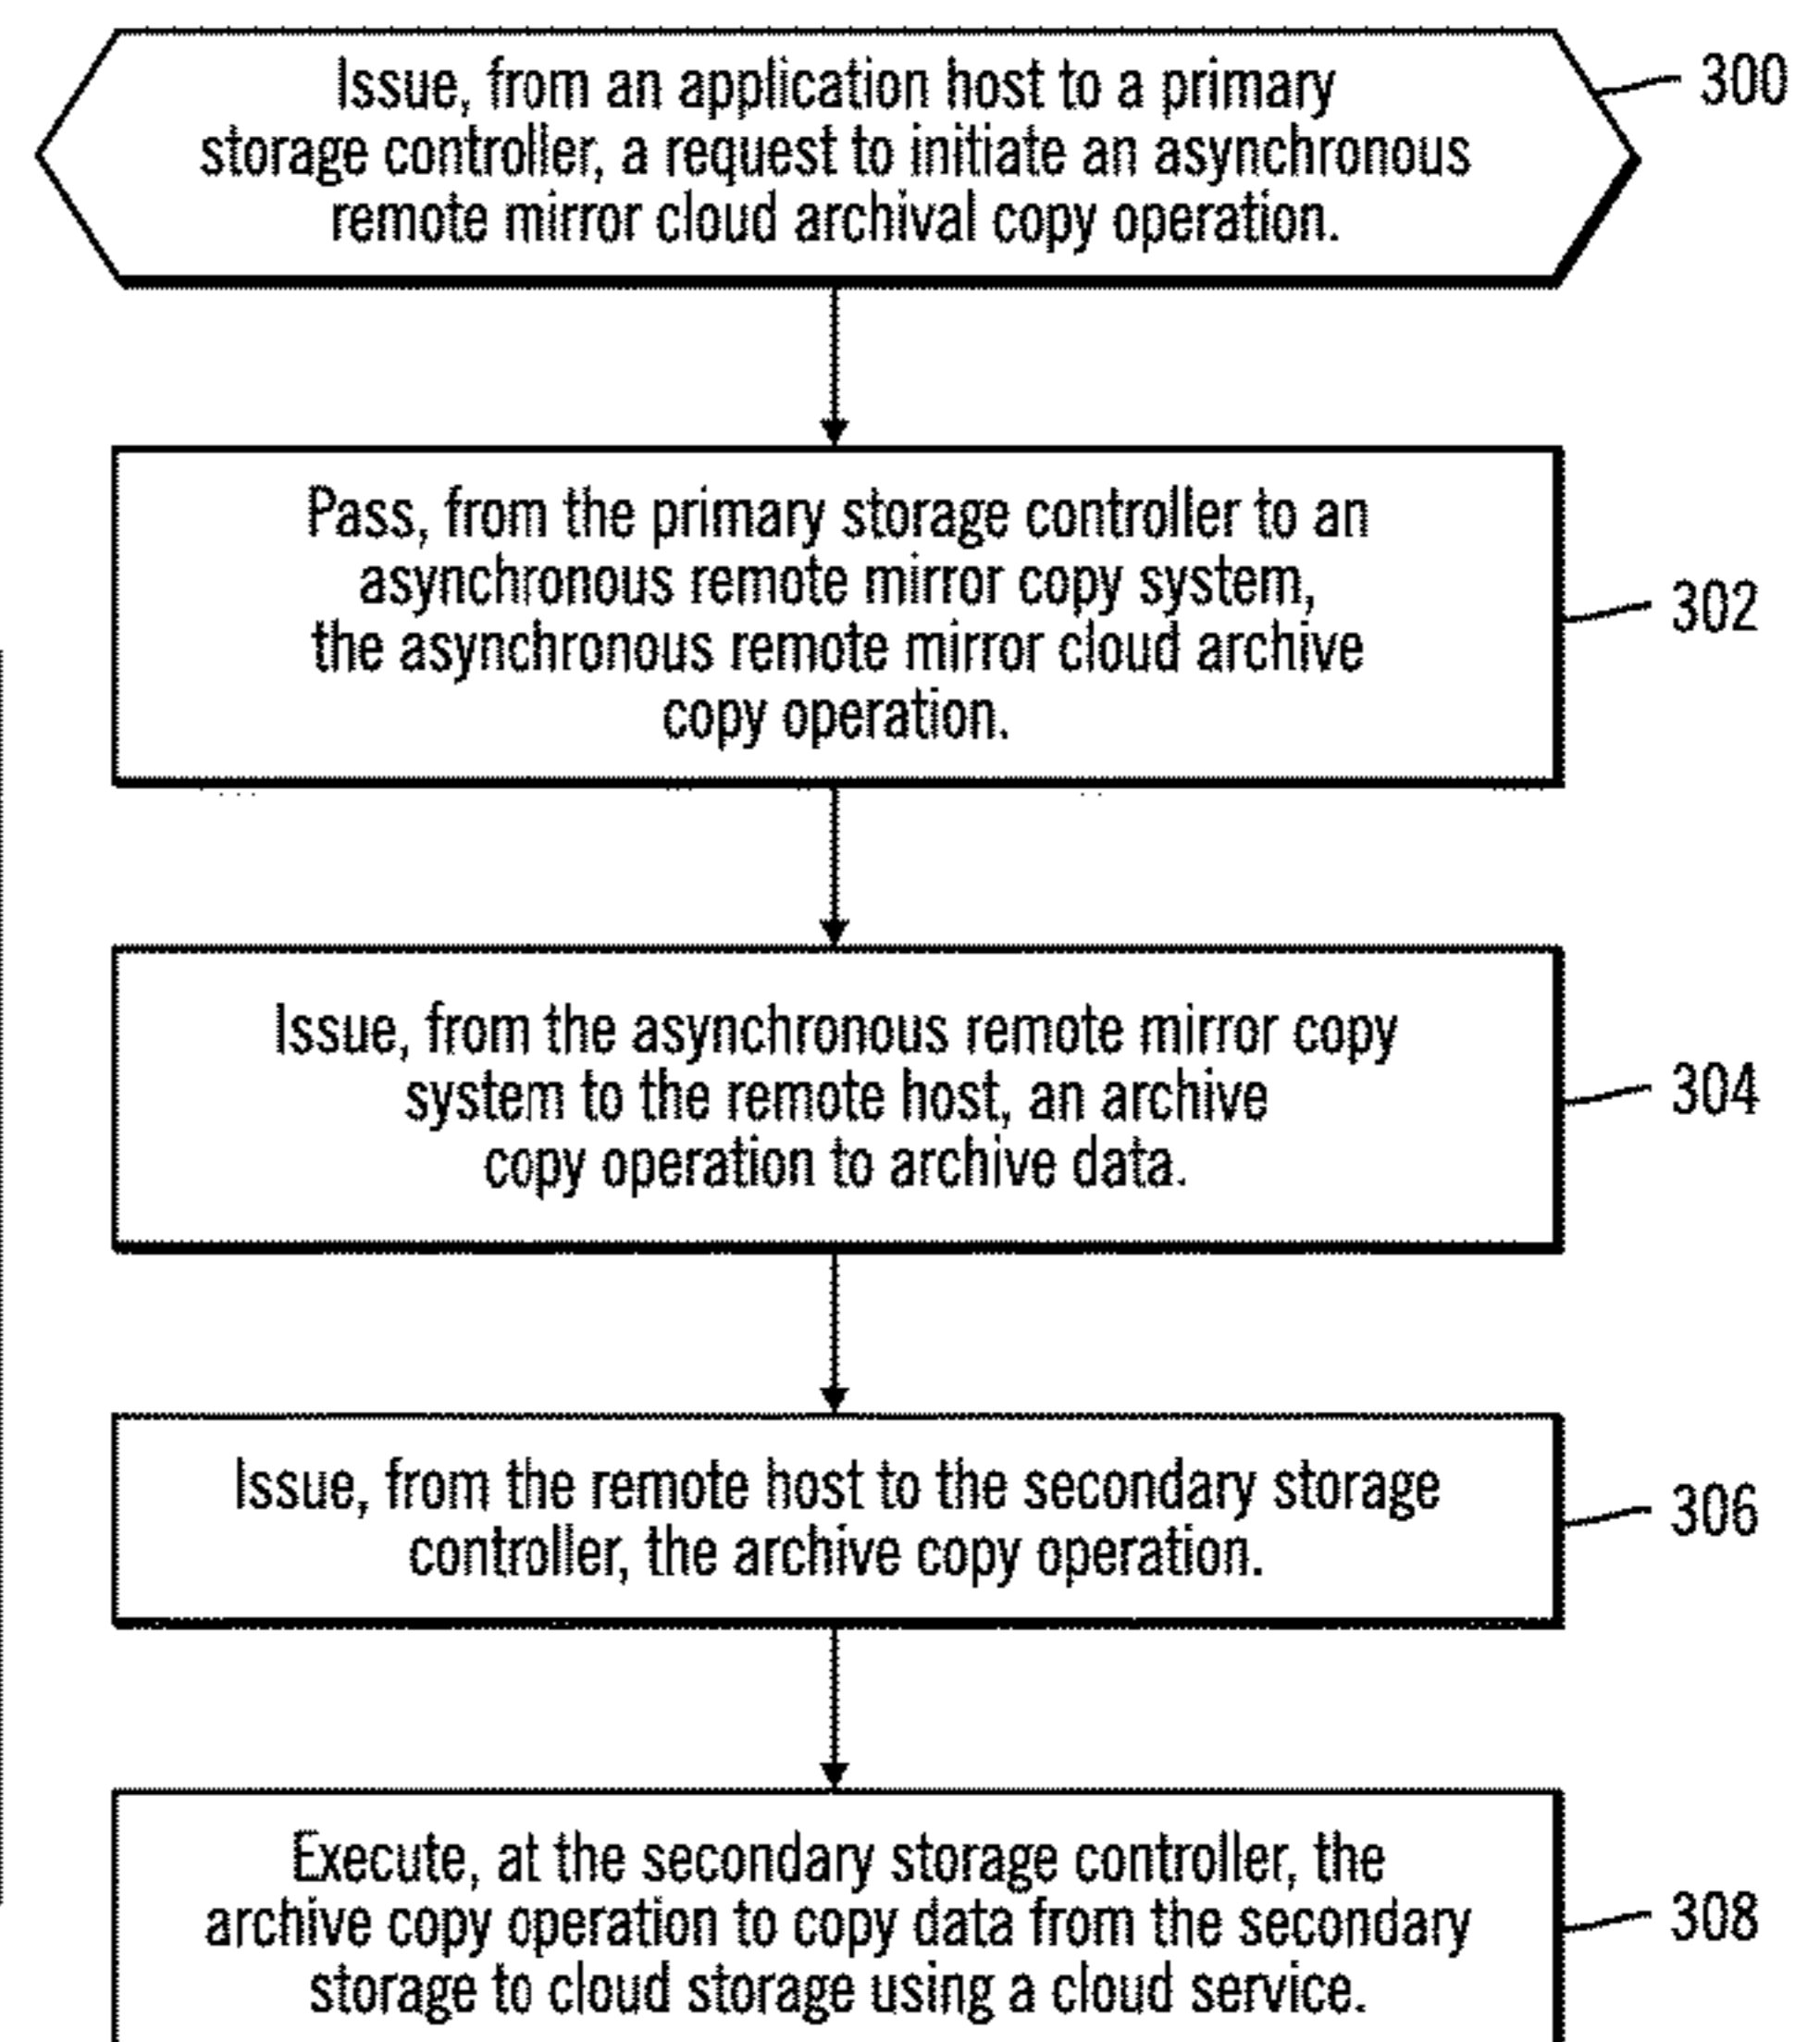 Issue, from an application host to a primary
storage controller, a request to initiate an asynchronous
remote mirror cloud archival copy operation.
300
Pass, from the primary storage controller to an
asynchronous remote mirror copy system,
the asynchronous remote mirror cloud archive
copy operation.
302
Issue, from the asynchronous remote mirror copy
system to the remote host, an archive
copy operation to archive data.
304
Issue, from the remote host to the secondary storage
controller, the archive copy operation.
306
Execute, at the secondary storage controller, the
archive copy operation to copy data from the secondary
storage to cloud storage using a cloud service.
308